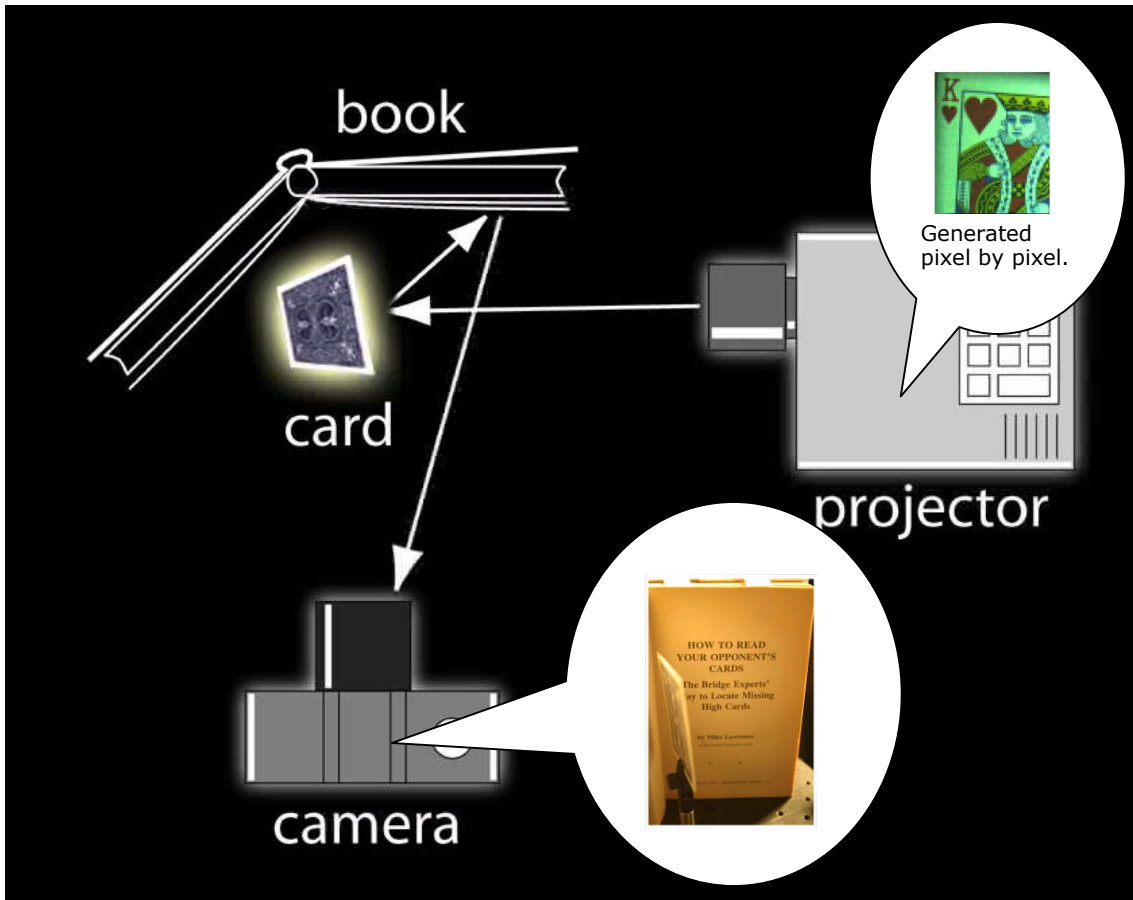 book
K
Generated
pixel by pixel.
card
projector
HOW TO READ
YOUR OPPONENT'S
CARDS
The Bridge Experts'
Way to Locate Missing
High Cards
by Mike Lawrence
camera